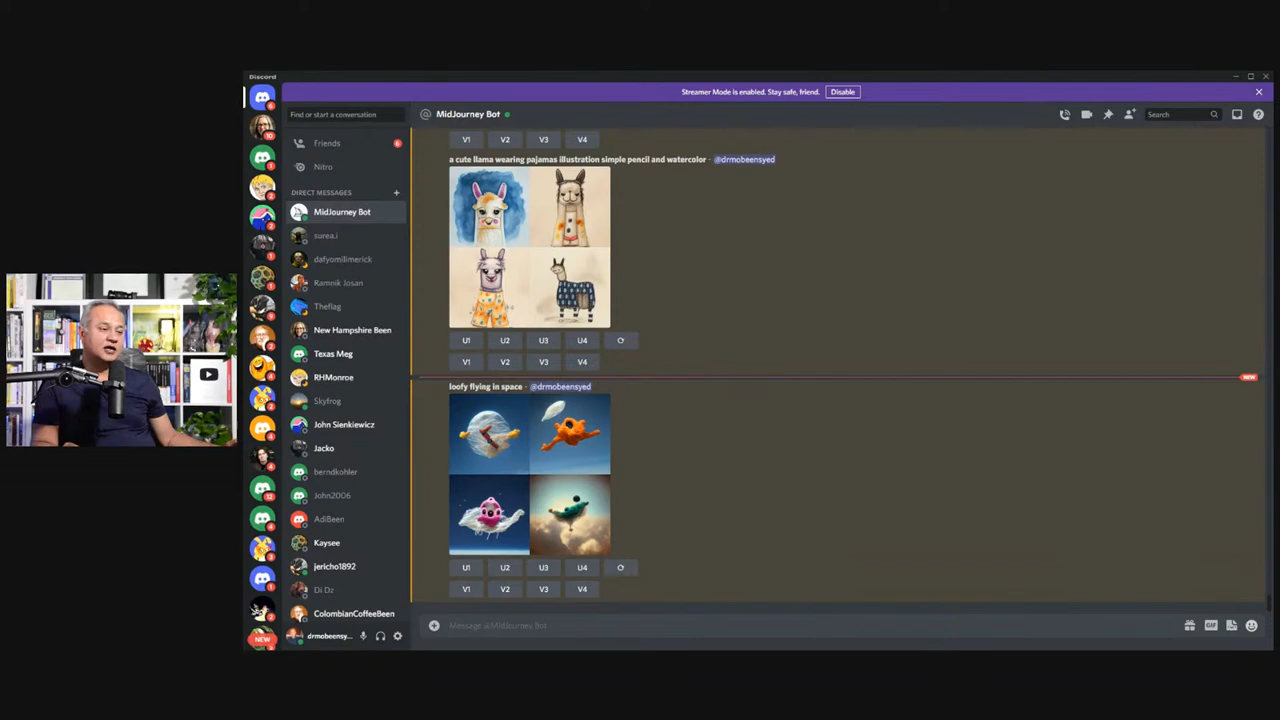 Discord
Streamer Mode is enabled. Stay safe, friend.
Disable
Find or start a conversation
MidJourney Bot
Search
Friends
6
Nitro
DIRECT MESSAGES
MidJourney Bot
surea.i
dafyomilimerick
Ramnik Josan
Theflag
New Hampshire Been
Texas Meg
RHMonroe
Skyfrog
John Sienkiewicz
Jacko
berndkohler
John2006
AdiBeen
Kaysee
jericho1892
Di Dz
ColombianCoffeeBeen
drmobeensy...
NEW
V1 V2 V3 V4
a cute llama wearing pajamas illustration simple pencil and watercolor - @drmobeensyed
U1 U2 U3 U4
V1 V2 V3 V4
NEW
loofy flying in space - @drmobeensyed
U1 U2 U3 U4
V1 V2 V3 V4
Message @MidJourney Bot
GIF